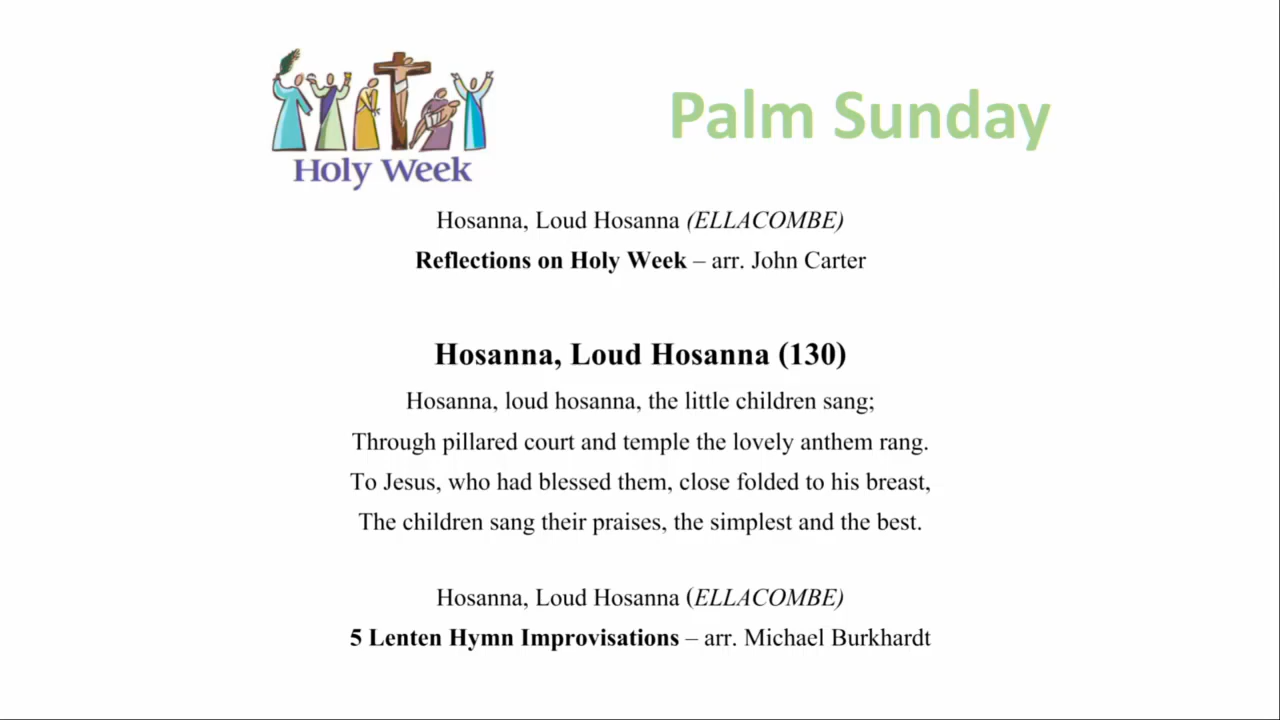 Holy Week
Palm Sunday
Hosanna, Loud Hosanna (ELLACOMBE)
Reflections on Holy Week – arr. John Carter
Hosanna, Loud Hosanna (130)
Hosanna, loud hosanna, the little children sang;
Through pillared court and temple the lovely anthem rang.
To Jesus, who had blessed them, close folded to his breast,
The children sang their praises, the simplest and the best.
Hosanna, Loud Hosanna (ELLACOMBE)
5 Lenten Hymn Improvisations – arr. Michael Burkhardt